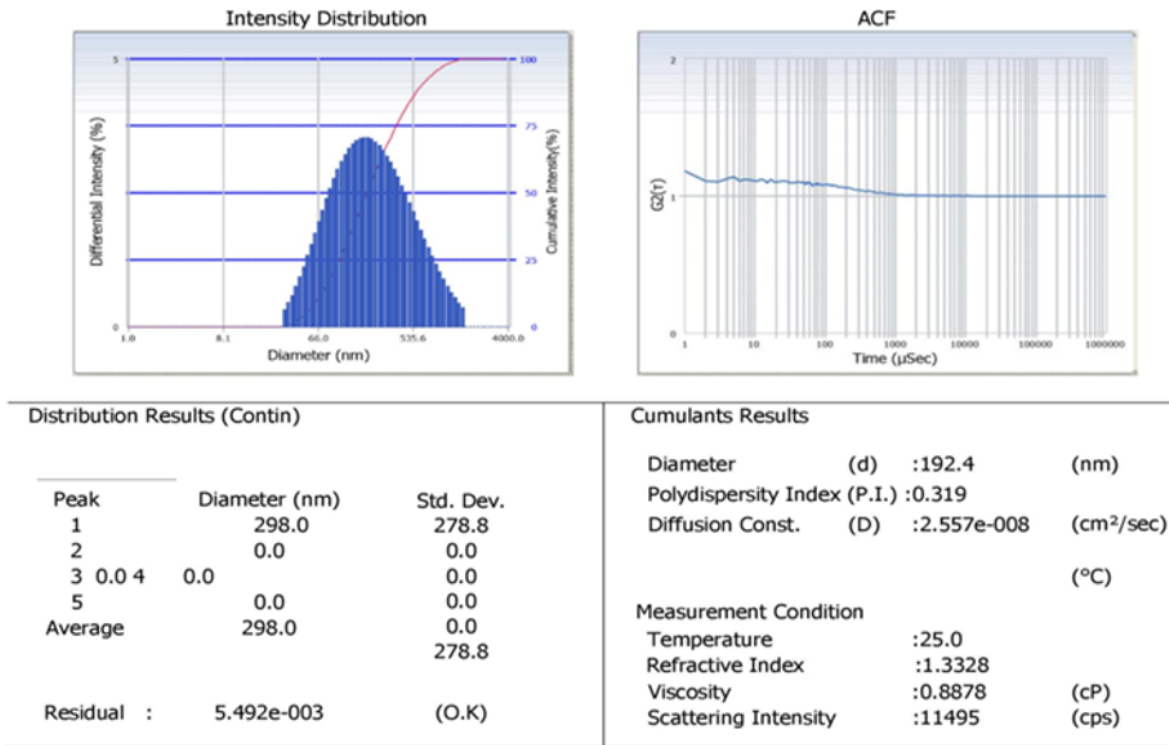 Intensity Distribution
5
100
75
50
25
0
0
Differential Intensity (%)
Cumulative Intensity(%)
1.0 8.1 66.0 535.6 4000.0
Diameter (nm)
ACF
2
1
0
G2(τ)
1 10 100 1000 10000 100000 1000000
Time (µSec)
Distribution Results (Contin)
Peak Diameter (nm) Std. Dev.
1 298.0 278.8
2 0.0 0.0
3 0.0 4 0.0 0.0
5 0.0 0.0
Average 298.0 0.0
278.8
Residual : 5.492e-003 (O.K)
Cumulants Results
Diameter (d) :192.4 (nm)
Polydispersity Index (P.I.) :0.319
Diffusion Const. (D) :2.557e-008 (cm²/sec)
(°C)
Measurement Condition
Temperature :25.0
Refractive Index :1.3328
Viscosity :0.8878 (cP)
Scattering Intensity :11495 (cps)